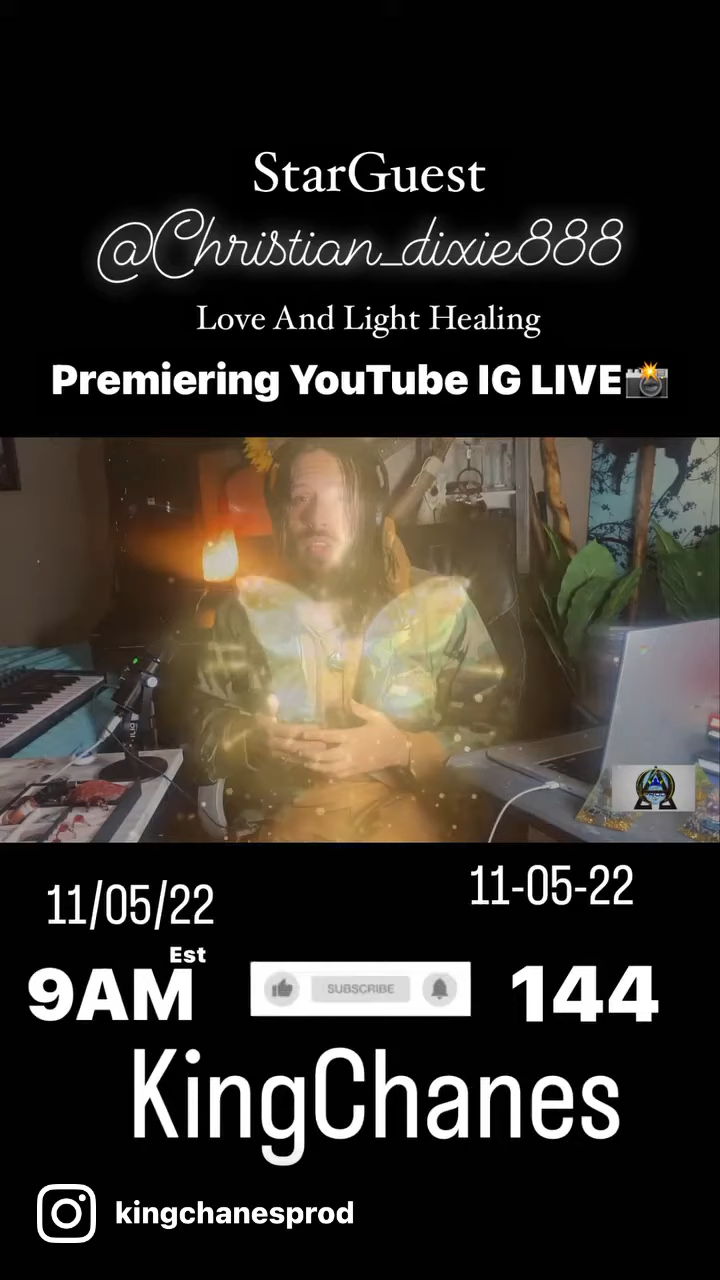 StarGuest
@Christian_dixie888
Love And Light Healing
Premiering YouTube IG LIVE📸
11/05/22
11-05-22
Est
9AM
SUBSCRIBE
144
KingChanes
kingchanesprod